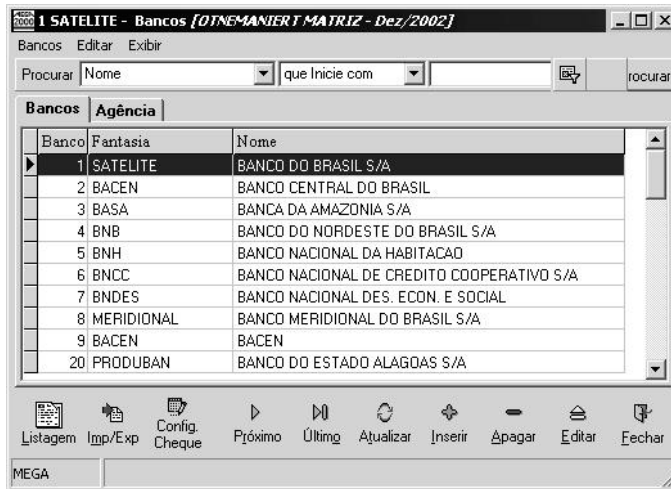 1 SATELITE - Bancos [OTNEMANIERT MATRIZ - Dez/2002]
Bancos Editar Exibir
Procurar Nome que Inicie com rocurar
Bancos Agência
Banco Fantasia Nome
1 SATELITE BANCO DO BRASIL S/A
2 BACEN BANCO CENTRAL DO BRASIL
3 BASA BANCA DA AMAZONIA S/A
4 BNB BANCO DO NORDESTE DO BRASIL S/A
5 BNH BANCO NACIONAL DA HABITACAO
6 BNCC BANCO NACIONAL DE CREDITO COOPERATIVO S/A
7 BNDES BANCO NACIONAL DES. ECON. E SOCIAL
8 MERIDIONAL BANCO MERIDIONAL DO BRASIL S/A
9 BACEN BACEN
20 PRODUBAN BANCO DO ESTADO ALAGOAS S/A
Listagem Imp/Exp Config. Cheque Próximo Último Atualizar Inserir Apagar Editar Fechar
MEGA